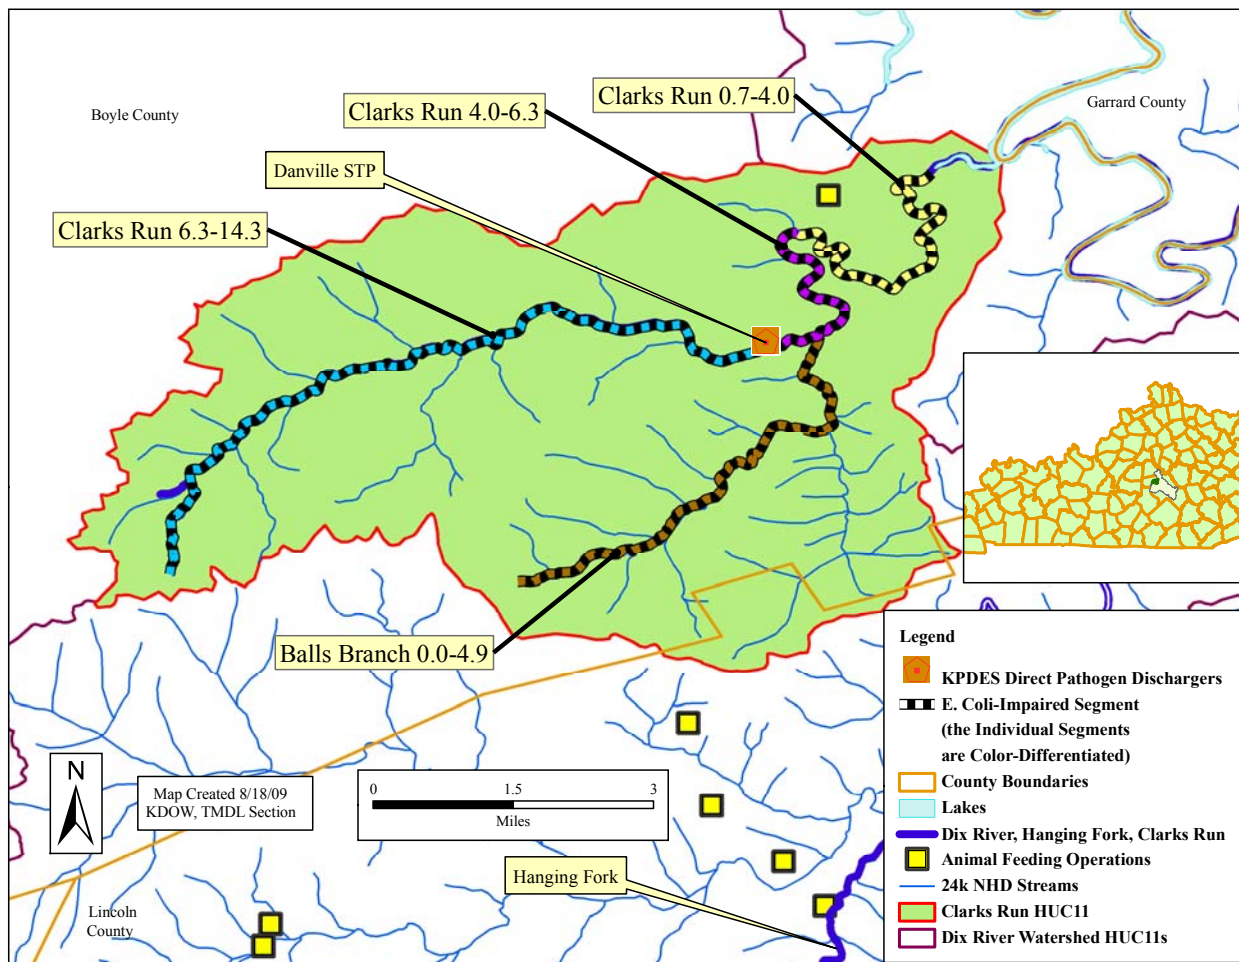 Clarks Run 0.7-4.0
Clarks Run 4.0-6.3
Garrard County
Boyle County
Danville STP
Clarks Run 6.3-14.3
Balls Branch 0.0-4.9
Legend
KPDES Direct Pathogen Dischargers
E. Coli-Impaired Segment
(the Individual Segments
are Color-Differentiated)
County Boundaries
Lakes
Dix River, Hanging Fork, Clarks Run
Animal Feeding Operations
24k NHD Streams
Clarks Run HUC11
Dix River Watershed HUC11s
N
Map Created 8/18/09
KDOW, TMDL Section
0 1.5 3
Miles
Hanging Fork
Lincoln
County